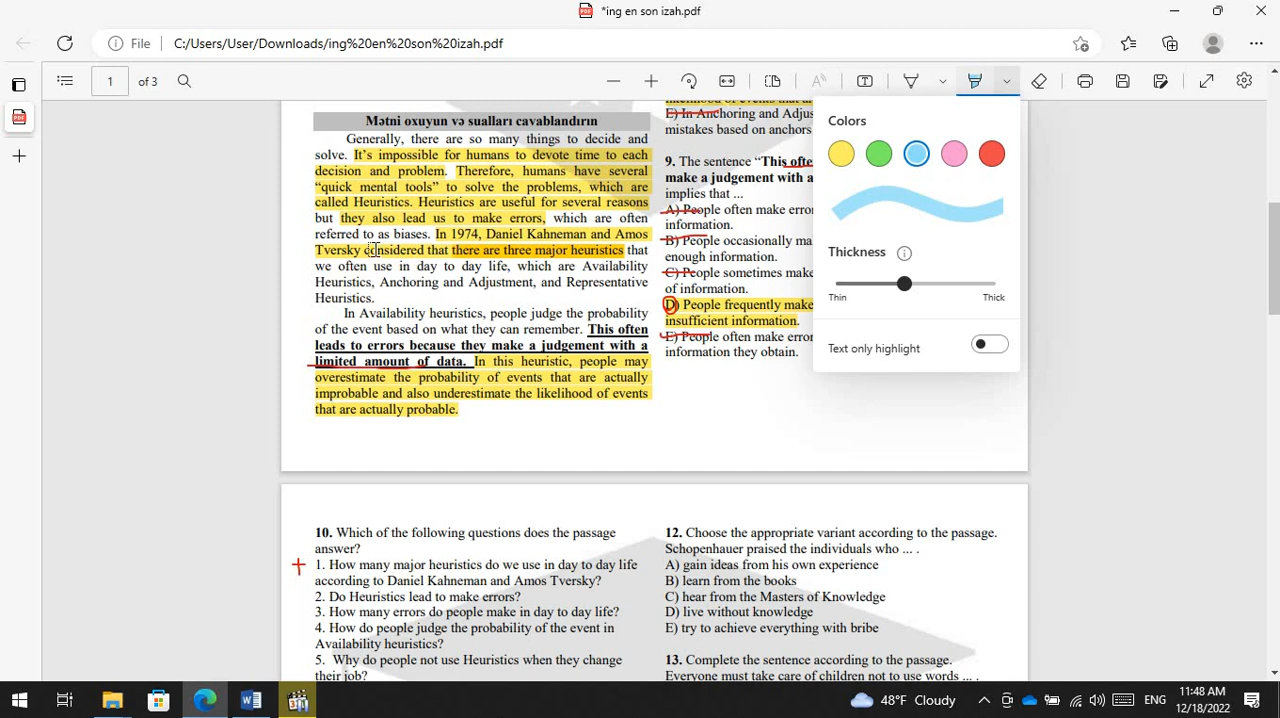 *ing en son izah.pdf
File
C:/Users/User/Downloads/ing%20en%20son%20izah.pdf
1 of 3
Mətni oxuyun və sualları cavablandırın
Generally, there are so many things to decide and
solve. It's impossible for humans to devote time to each
decision and problem. Therefore, humans have several
“quick mental tools” to solve the problems, which are
called Heuristics. Heuristics are useful for several reasons
but they also lead us to make errors, which are often
referred to as biases. In 1974, Daniel Kahneman and Amos
Tversky considered that there are three major heuristics that
we often use in day to day life, which are Availability
Heuristics, Anchoring and Adjustment, and Representative
Heuristics.
In Availability heuristics, people judge the probability
of the event based on what they can remember. This often
leads to errors because they make a judgement with a
limited amount of data. In this heuristic, people may
overestimate the probability of events that are actually
improbable and also underestimate the likelihood of events
that are actually probable.
E) In Anchoring and Adjus
mistakes based on anchors
9. The sentence “This ofte
make a judgement with a
implies that ...
A) People often make erro
information.
B) People occasionally ma
enough information.
C) People sometimes make
of information.
D) People frequently make
insufficient information.
E) People often make error
information they obtain.
Colors
Thickness
Thin
Thick
Text only highlight
10. Which of the following questions does the passage
answer?
+ 1. How many major heuristics do we use in day to day life
according to Daniel Kahneman and Amos Tversky?
2. Do Heuristics lead to make errors?
3. How many errors do people make in day to day life?
4. How do people judge the probability of the event in
Availability heuristics?
5. Why do people not use Heuristics when they change
their job?
12. Choose the appropriate variant according to the passage.
Schopenhauer praised the individuals who ... .
A) gain ideas from his own experience
B) learn from the books
C) hear from the Masters of Knowledge
D) live without knowledge
E) try to achieve everything with bribe
13. Complete the sentence according to the passage.
Everyone must take care of children not to use words ... .
48°F Cloudy
ENG
11:48 AM
12/18/2022